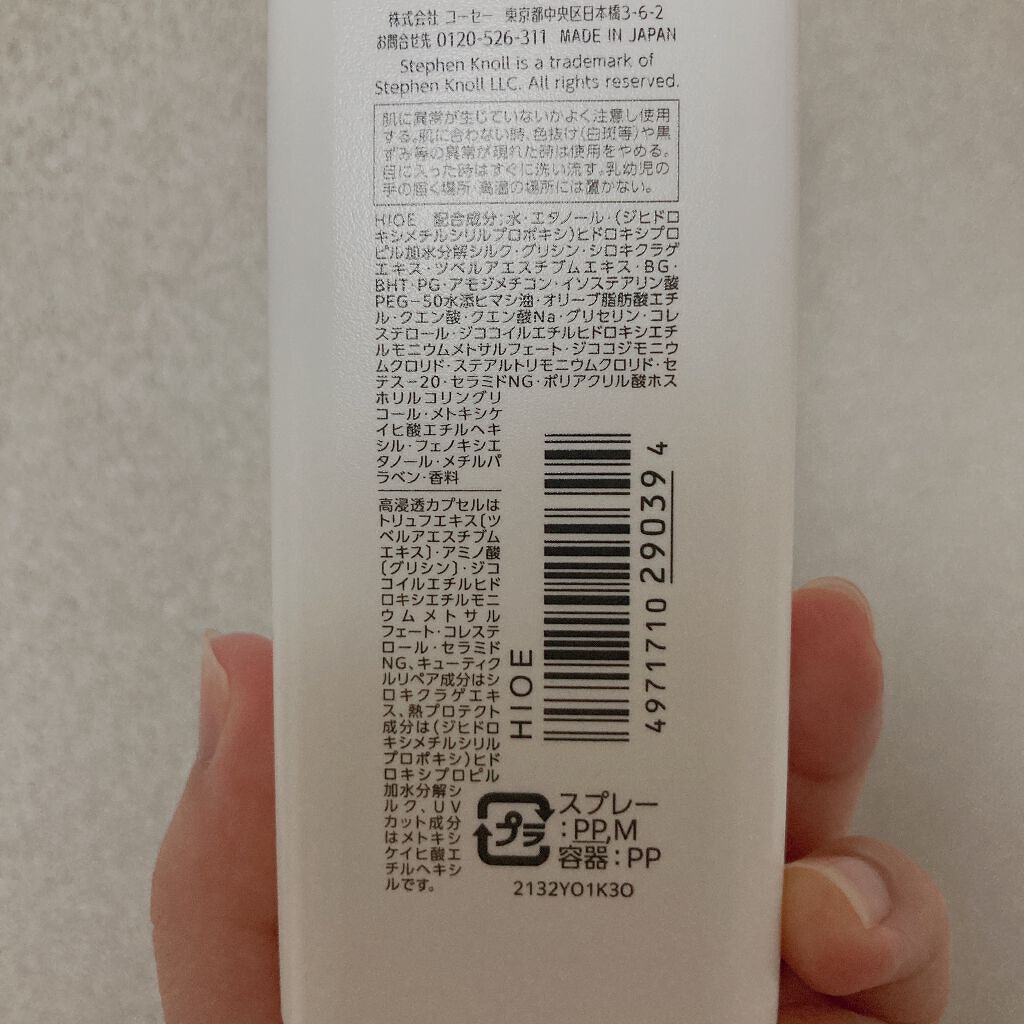 株式会社 コーセー 東京都中央区日本橋3-6-2
お問合せ先 0120-526-311 MADE IN JAPAN
Stephen Knoll is a trademark of
Stephen Knoll LLC. All rights reserved.
肌に異常が生じていないかよく注意し使用
する。肌に合わない時、色抜け(白斑等)や黒
ずみ等の異常が現れた時は使用をやめる。
目に入った時はすぐに洗い流す。乳幼児の
手の届く場所・高温の場所には置かない。
HIOE 配合成分:水・エタノール・(ジヒドロ
キシメチルシリルプロポキシ)ヒドロキシプロ
ピル加水分解シルク・グリシン・シロキクラゲ
エキス・ツベルアエスチブムエキス・BG・
BHT・PG・アモジメチコン・イソステアリン酸
PEG-50水添ヒマシ油・オリーブ脂肪酸エチ
ル・クエン酸・クエン酸Na・グリセリン・コレ
ステロール・ジココイルエチルヒドロキシエチ
ルモニウムメトサルフェート・ジココジモニウ
ムクロリド・ステアルトリモニウムクロリド・セ
テス-20・セラミドNG・ポリアクリル酸ホス
ホリルコリングリ
コール・メトキシケ
イヒ酸エチルヘキ
シル・フェノキシエ
タノール・メチルパ
ラベン・香料
高浸透カプセルは
トリュフエキス〔ツ
ベルアエスチブム
エキス〕・アミノ酸
〔グリシン〕・ジコ
コイルエチルヒド
ロキシエチルモニ
ウムメトサル
フェート・コレステ
ロール・セラミド
NG、キューティク
ルリペア成分はシ
ロキクラゲエキ
ス、熱プロテクト
成分は(ジヒドロ
キシメチルシリル
プロポキシ)ヒド
ロキシプロピル
加水分解シ
ルク、UV
カット成分
はメトキシ
ケイヒ酸エ
チルヘキシ
ルです。
HIOE
4971710 290394
プラ
スプレー
:PP,M
容器:PP
2132YO1K3O